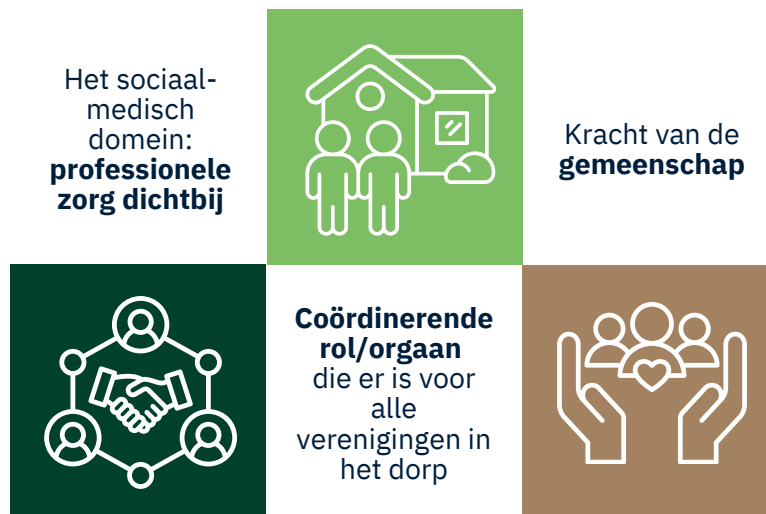 Het sociaal-
medisch
domein:
professionele
zorg dichtbij
Kracht van de
gemeenschap
Coördinerende
rol/orgaan
die er is voor
alle
verenigingen in
het dorp